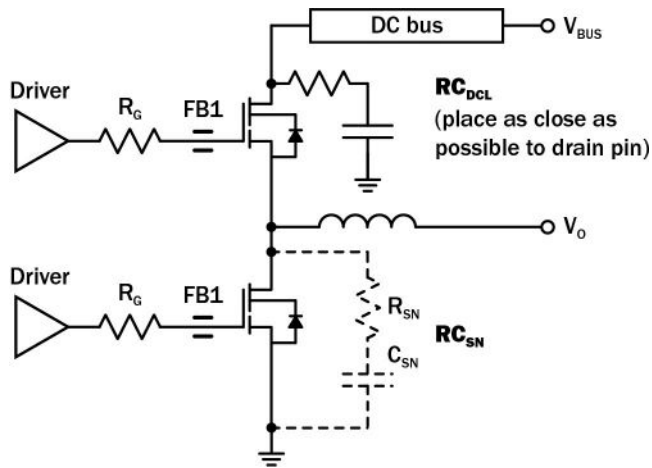 DC bus
V_BUS
Driver
R_G
FB1
RC_DCL
(place as close as
possible to drain pin)
V_O
Driver
R_G
FB1
R_SN
RC_SN
C_SN